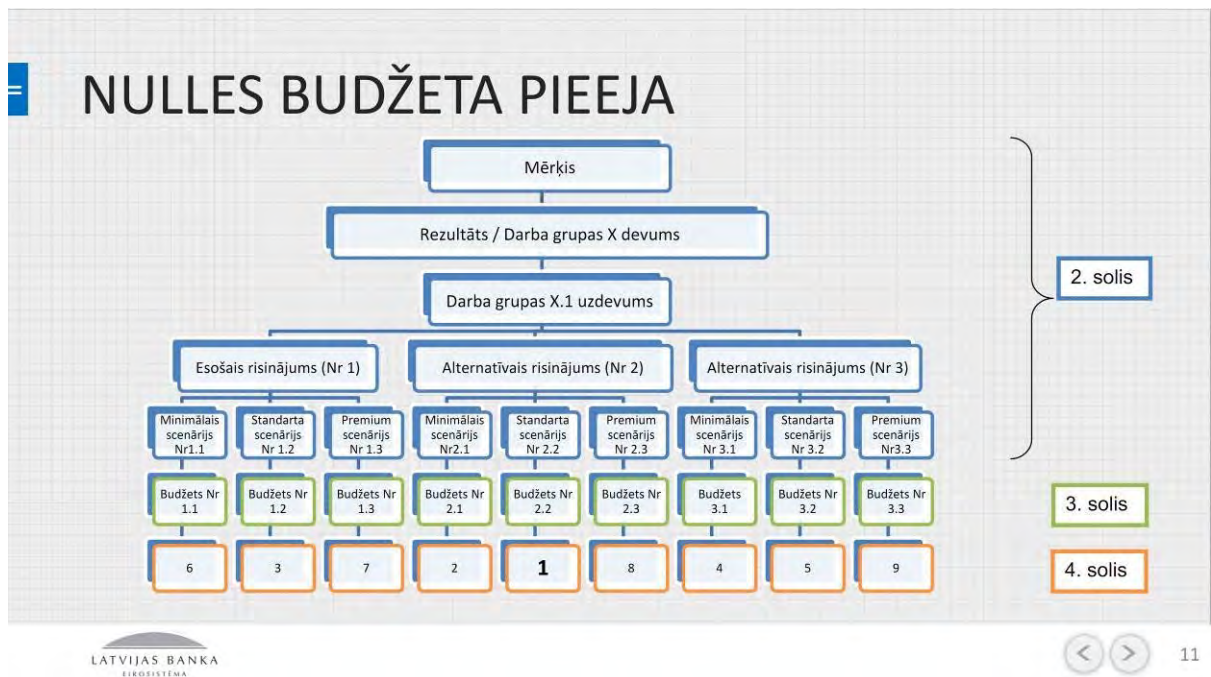 =
NULLES BUDŽETA PIEEJA
Mērķis
Rezultāts / Darba grupas X devums
Darba grupas X.1 uzdevums
2. solis
Esošais risinājums (Nr 1)
Alternatīvais risinājums (Nr 2)
Alternatīvais risinājums (Nr 3)
Minimālais
scenārijs
Nr1.1
Standarta
scenārijs
Nr 1.2
Premium
scenārijs
Nr 1.3
Minimālais
scenārijs
Nr2.1
Standarta
scenārijs
Nr 2.2
Premium
scenārijs
Nr 2.3
Minimālais
scenārijs
Nr 3.1
Standarta
scenārijs
Nr 3.2
Premium
scenārijs
Nr3.3
Budžets Nr
1.1
Budžets Nr
1.2
Budžets Nr
1.3
Budžets Nr
2.1
Budžets Nr
2.2
Budžets Nr
2.3
Budžets
3.1
Budžets Nr
3.2
Budžets Nr
3.3
3. solis
6
3
7
2
1
8
4
5
9
4. solis
LATVIJAS BANKA
EIROSISTĒMA
< >
11